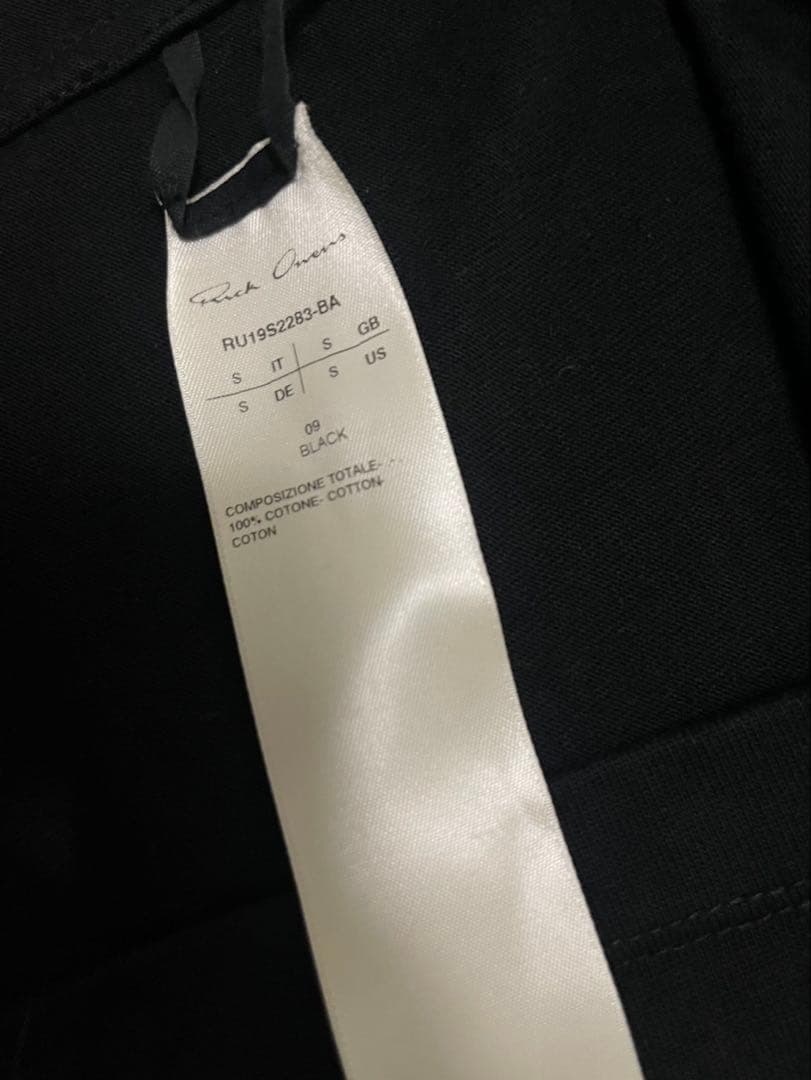 Rick Owens
RU19S2283-BA
S IT S GB
S DE S US
09
BLACK
COMPOSIZIONE TOTALE-
100% COTONE- COTTON-
COTON